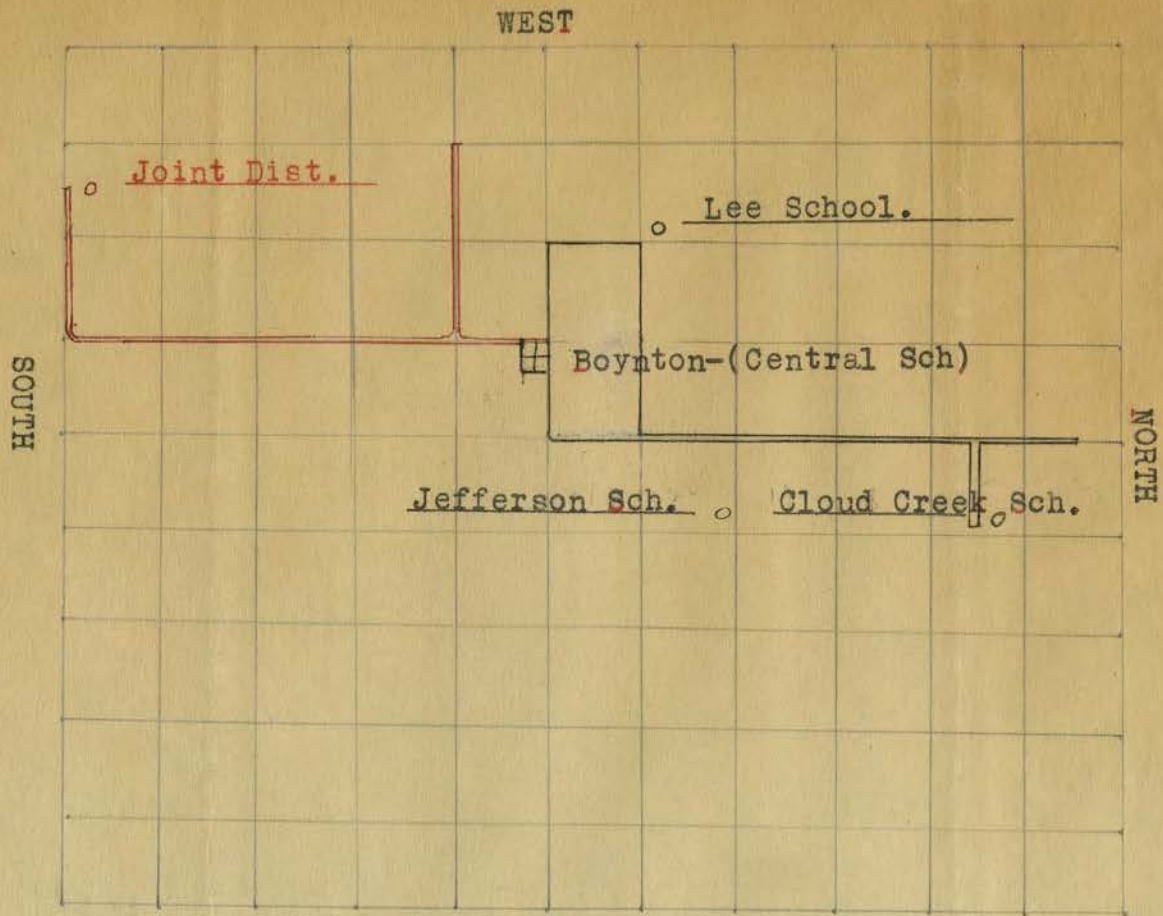 WEST
Joint Dist.
Lee School.
SOUTH
Boynton-(Central Sch)
NORTH
Jefferson Sch.
Cloud Creek Sch.